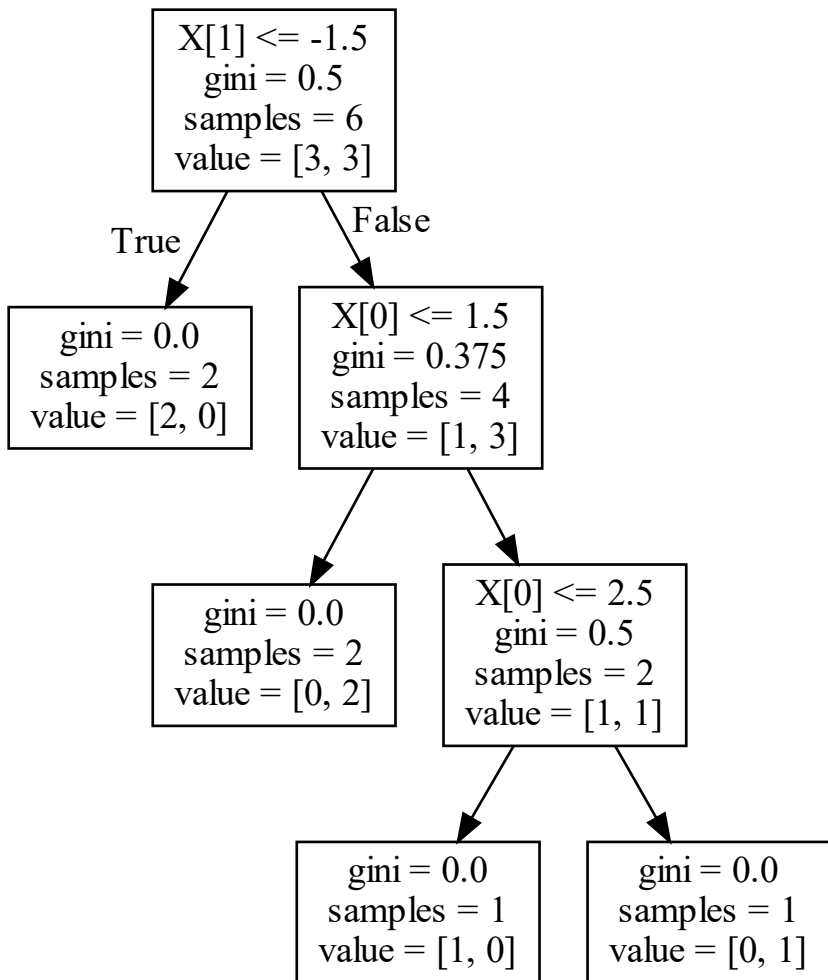 X[1] <= -1.5
gini = 0.5
samples = 6
value = [3, 3]
True
False
gini = 0.0
samples = 2
value = [2, 0]
X[0] <= 1.5
gini = 0.375
samples = 4
value = [1, 3]
gini = 0.0
samples = 2
value = [0, 2]
X[0] <= 2.5
gini = 0.5
samples = 2
value = [1, 1]
gini = 0.0
samples = 1
value = [1, 0]
gini = 0.0
samples = 1
value = [0, 1]